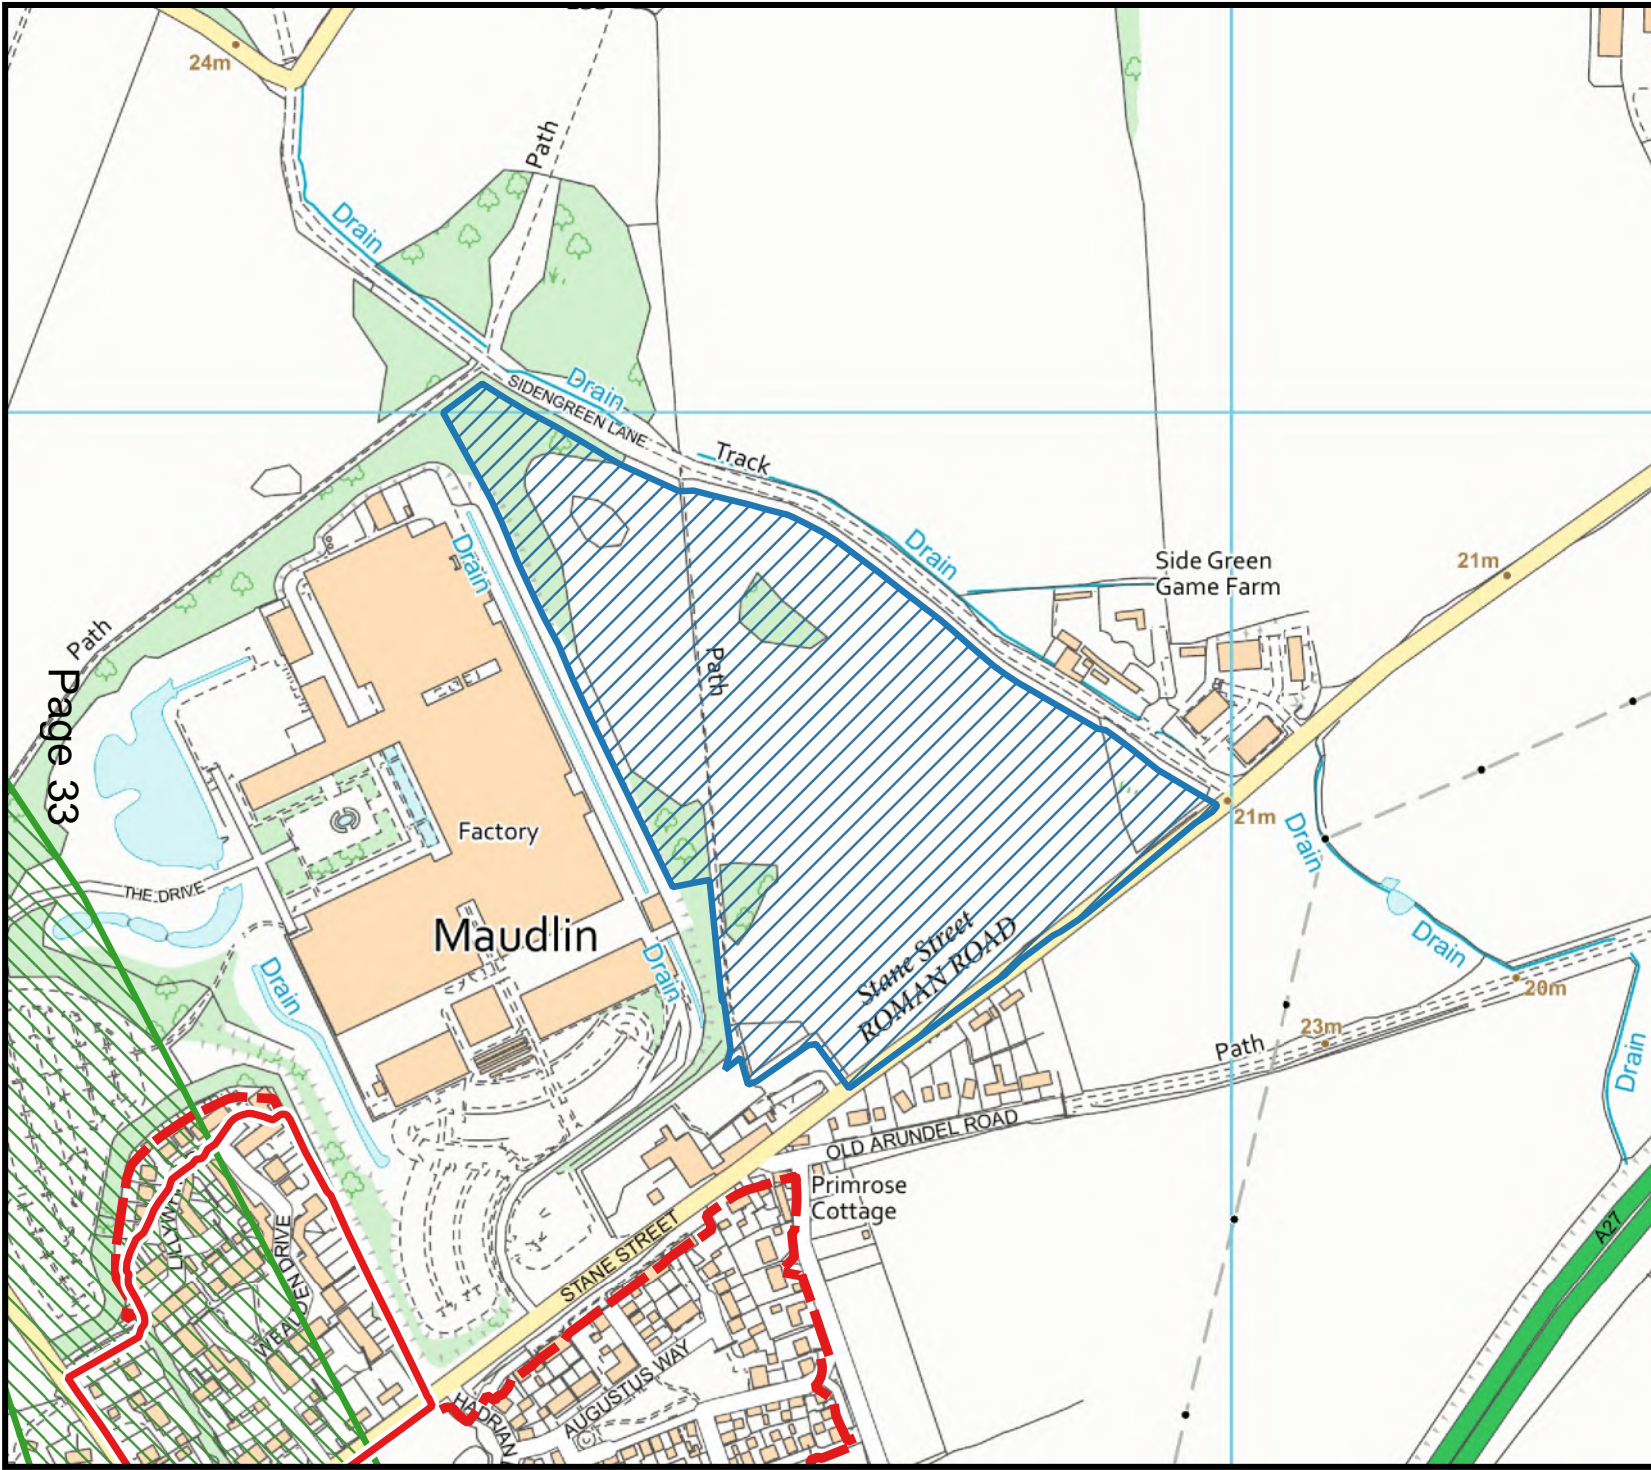 24m
Path
Drain
Drain
SIDENGREEN LANE
Track
Drain
Side Green
Game Farm
21m
Drain
Path
Path
Page 33
Factory
21m
Drain
THE DRIVE
Maudlin
Stane Street
ROMAN ROAD
Drain
Drain
Drain
20m
23m
Path
Drain
OLD ARUNDEL ROAD
Primrose
Cottage
A27
STANE STREET
AUGUSTUS WAY
HADRIAN